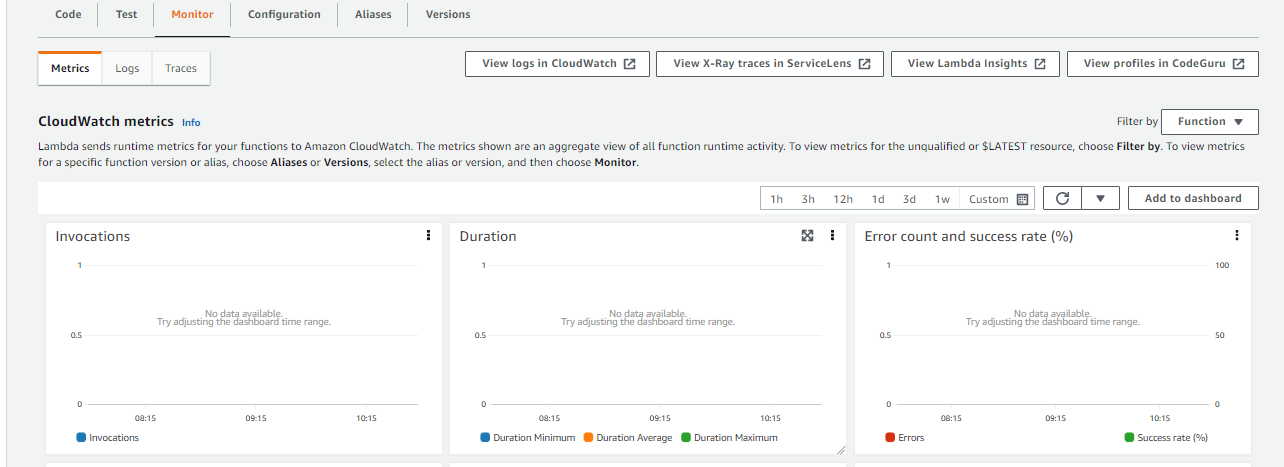 Code Test Monitor Configuration Aliases Versions
Metrics Logs Traces View logs in CloudWatch View X-Ray traces in ServiceLens View Lambda Insights View profiles in CodeGuru
CloudWatch metrics Info Filter by Function
Lambda sends runtime metrics for your functions to Amazon CloudWatch. The metrics shown are an aggregate view of all function runtime activity. To view metrics for the unqualified or $LATEST resource, choose Filter by. To view metrics
for a specific function version or alias, choose Aliases or Versions, select the alias or version, and then choose Monitor.
1h 3h 12h 1d 3d 1w Custom Add to dashboard
Invocations
1
No data available.
Try adjusting the dashboard time range.
0.5
0
08:15 09:15 10:15
Invocations
Duration
1
No data available.
Try adjusting the dashboard time range.
0.5
0
08:15 09:15 10:15
Duration Minimum Duration Average Duration Maximum
Error count and success rate (%)
1 100
No data available.
Try adjusting the dashboard time range.
0.5 50
0 0
08:15 09:15 10:15
Errors Success rate (%)